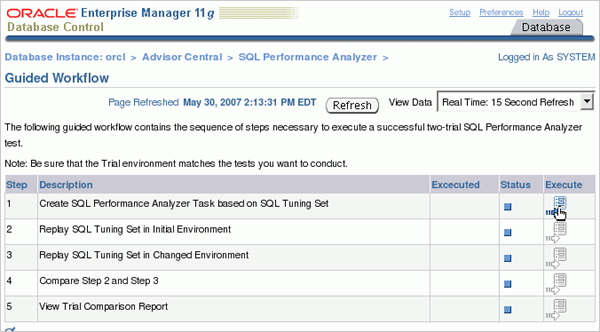 ORACLE Enterprise Manager 11g
Database Control
Setup Preferences Help Logout
Database
Database Instance: orcl > Advisor Central > SQL Performance Analyzer >
Logged in As SYSTEM
Guided Workflow
Page Refreshed May 30, 2007 2:13:31 PM EDT Refresh View Data Real Time: 15 Second Refresh
The following guided workflow contains the sequence of steps necessary to execute a successful two-trial SQL Performance Analyzer
test.
Note: Be sure that the Trial environment matches the tests you want to conduct.
Step Description Excecuted Status Execute
1 Create SQL Performance Analyzer Task based on SQL Tuning Set
2 Replay SQL Tuning Set in Initial Environment
3 Replay SQL Tuning Set in Changed Environment
4 Compare Step 2 and Step 3
5 View Trial Comparison Report